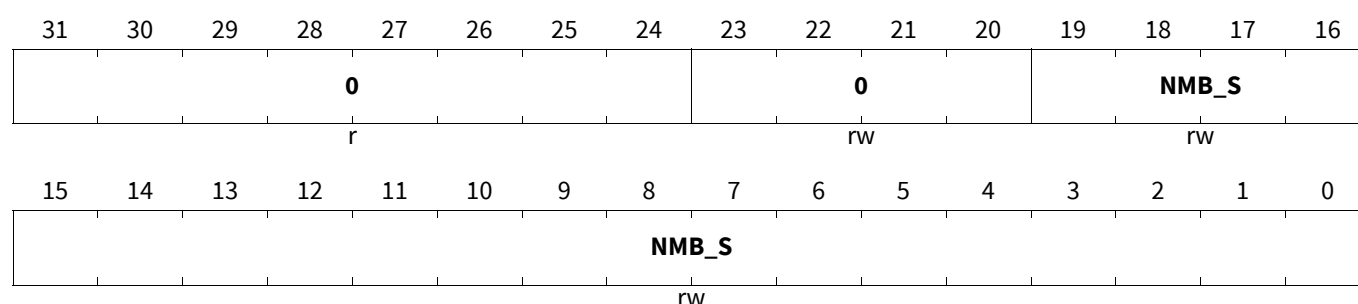 31 30 29 28 27 26 25 24 23 22 21 20 19 18 17 16
0 0 NMB_S
r rw rw
15 14 13 12 11 10 9 8 7 6 5 4 3 2 1 0
NMB_S
rw